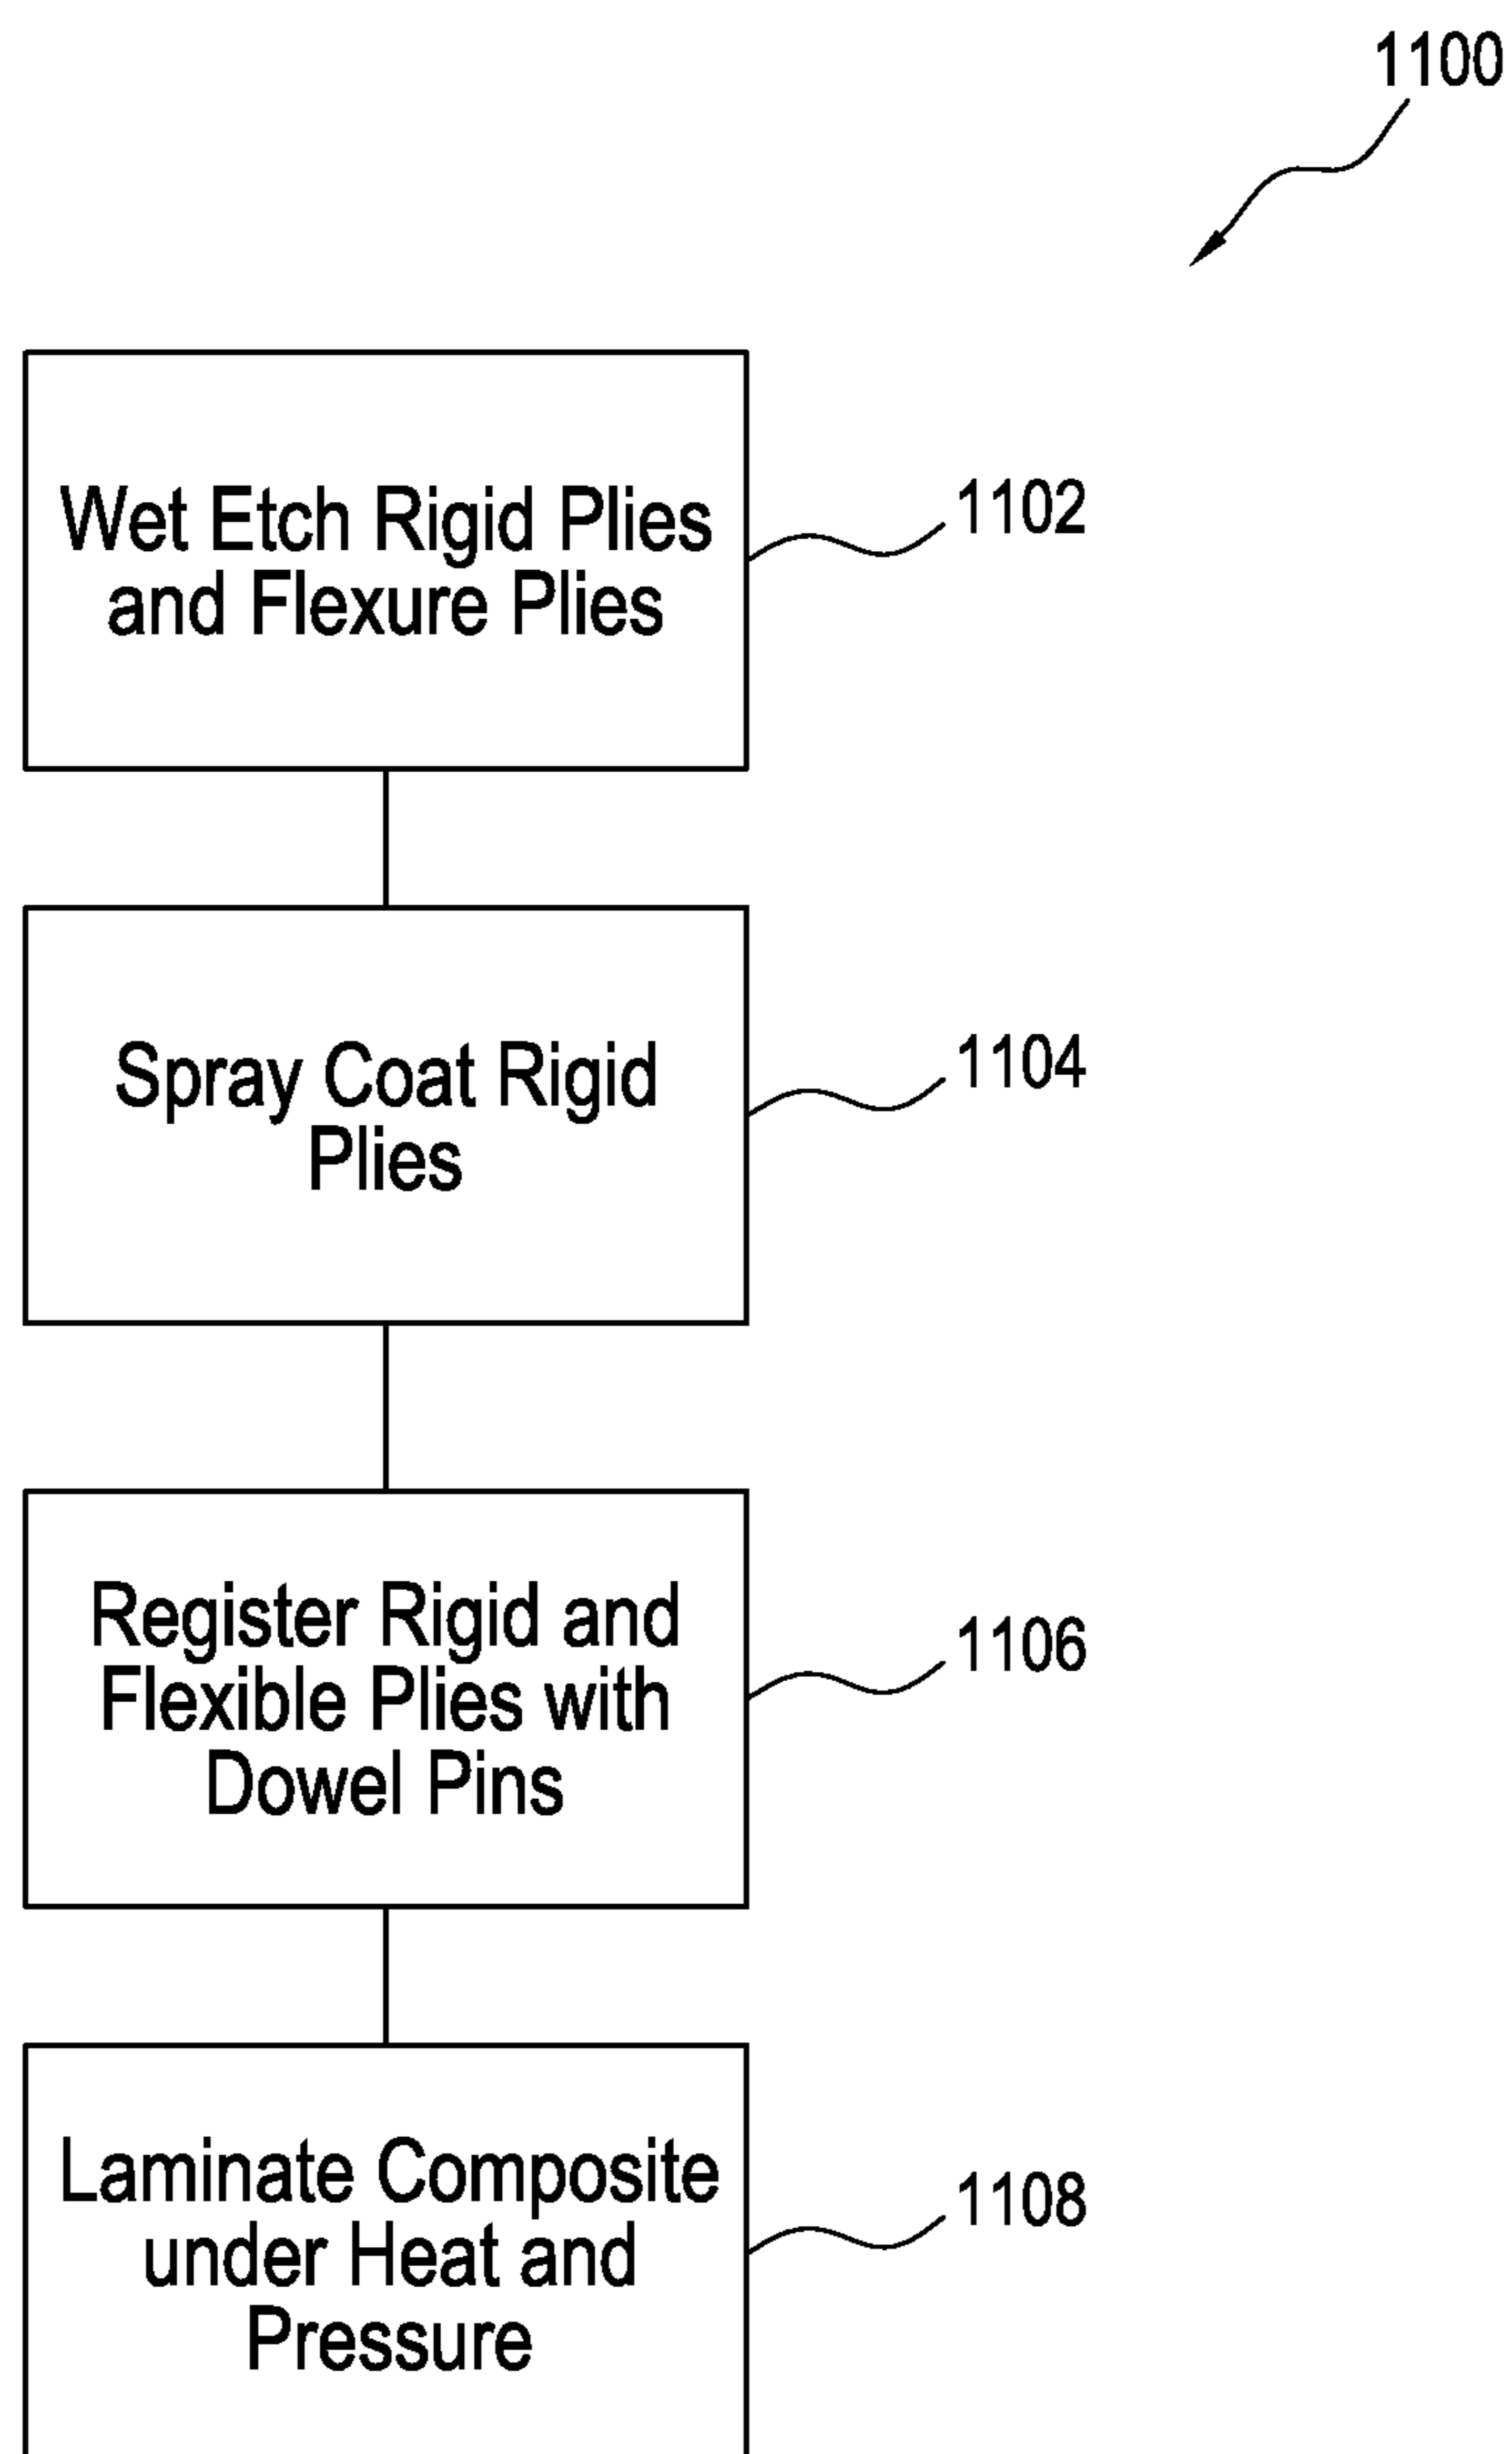 1100
Wet Etch Rigid Plies
and Flexure Plies
1102
Spray Coat Rigid
Plies
1104
Register Rigid and
Flexible Plies with
Dowel Pins
1106
Laminate Composite
under Heat and
Pressure
1108